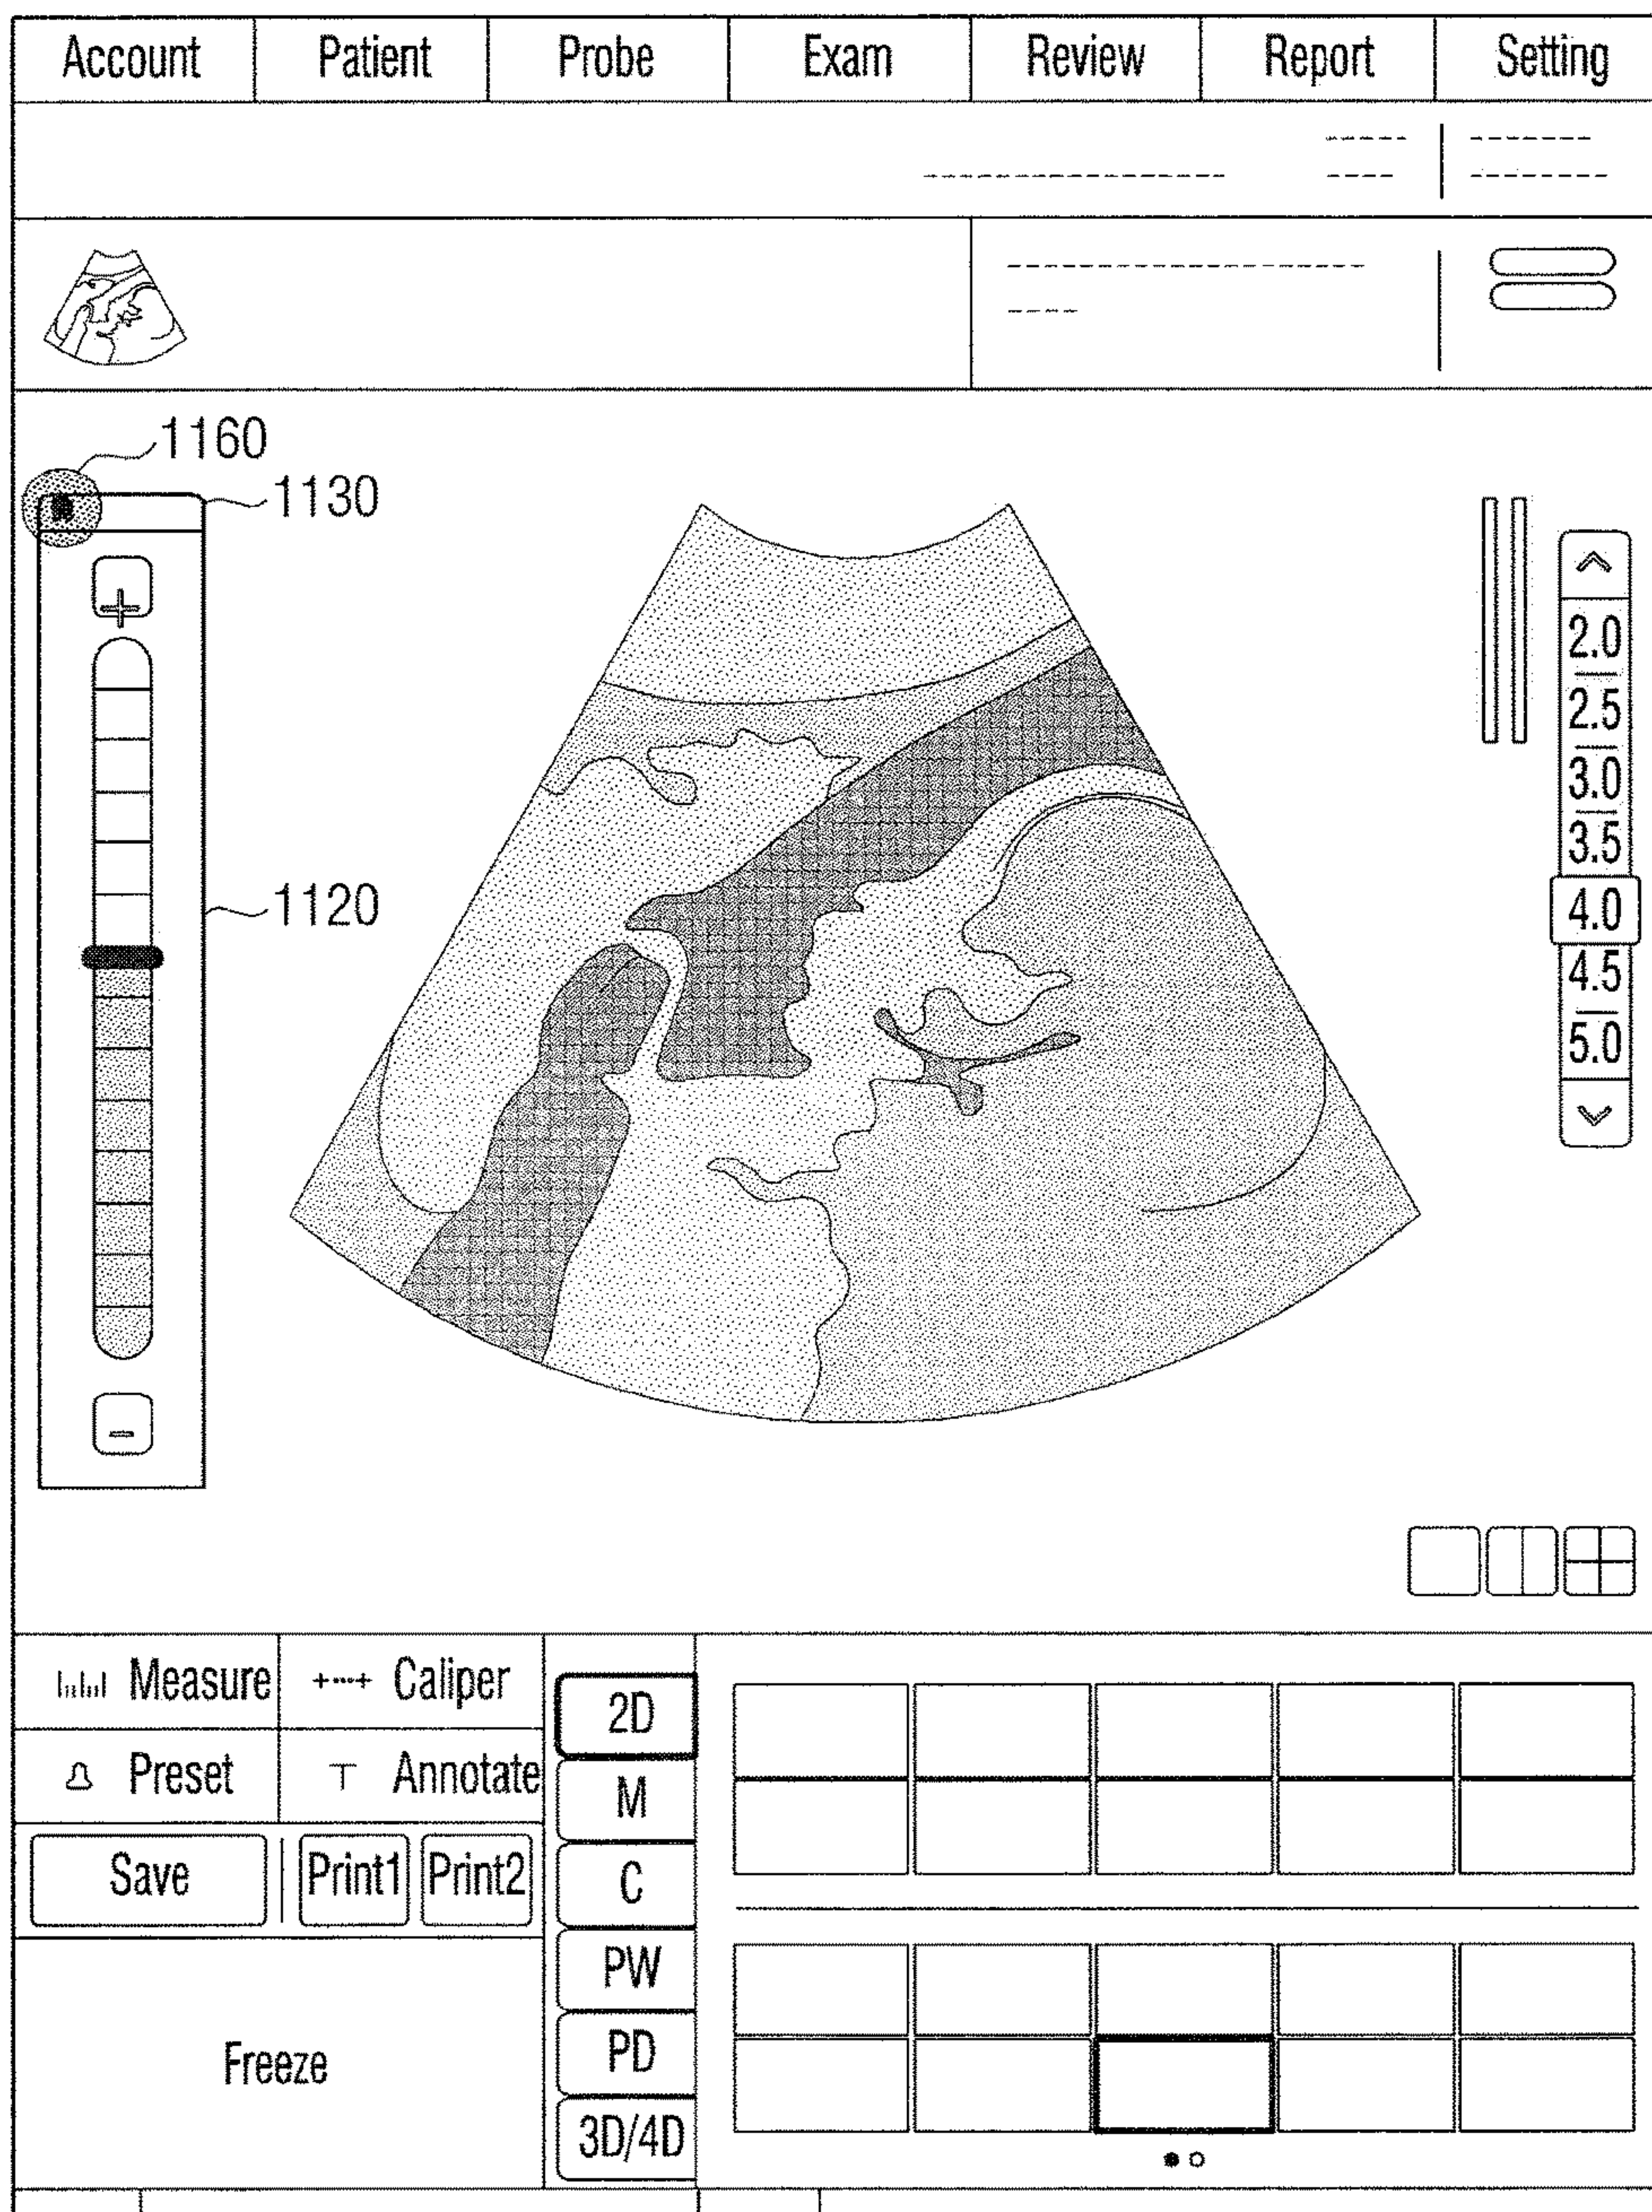 Account Patient Probe Exam Review Report Setting
1160
1130
+
2.0
2.5
3.0
3.5
1120
4.0
4.5
5.0
-
Measure Caliper
Preset T Annotate
Save Print1 Print2
Freeze
2D
M
C
PW
PD
3D/4D